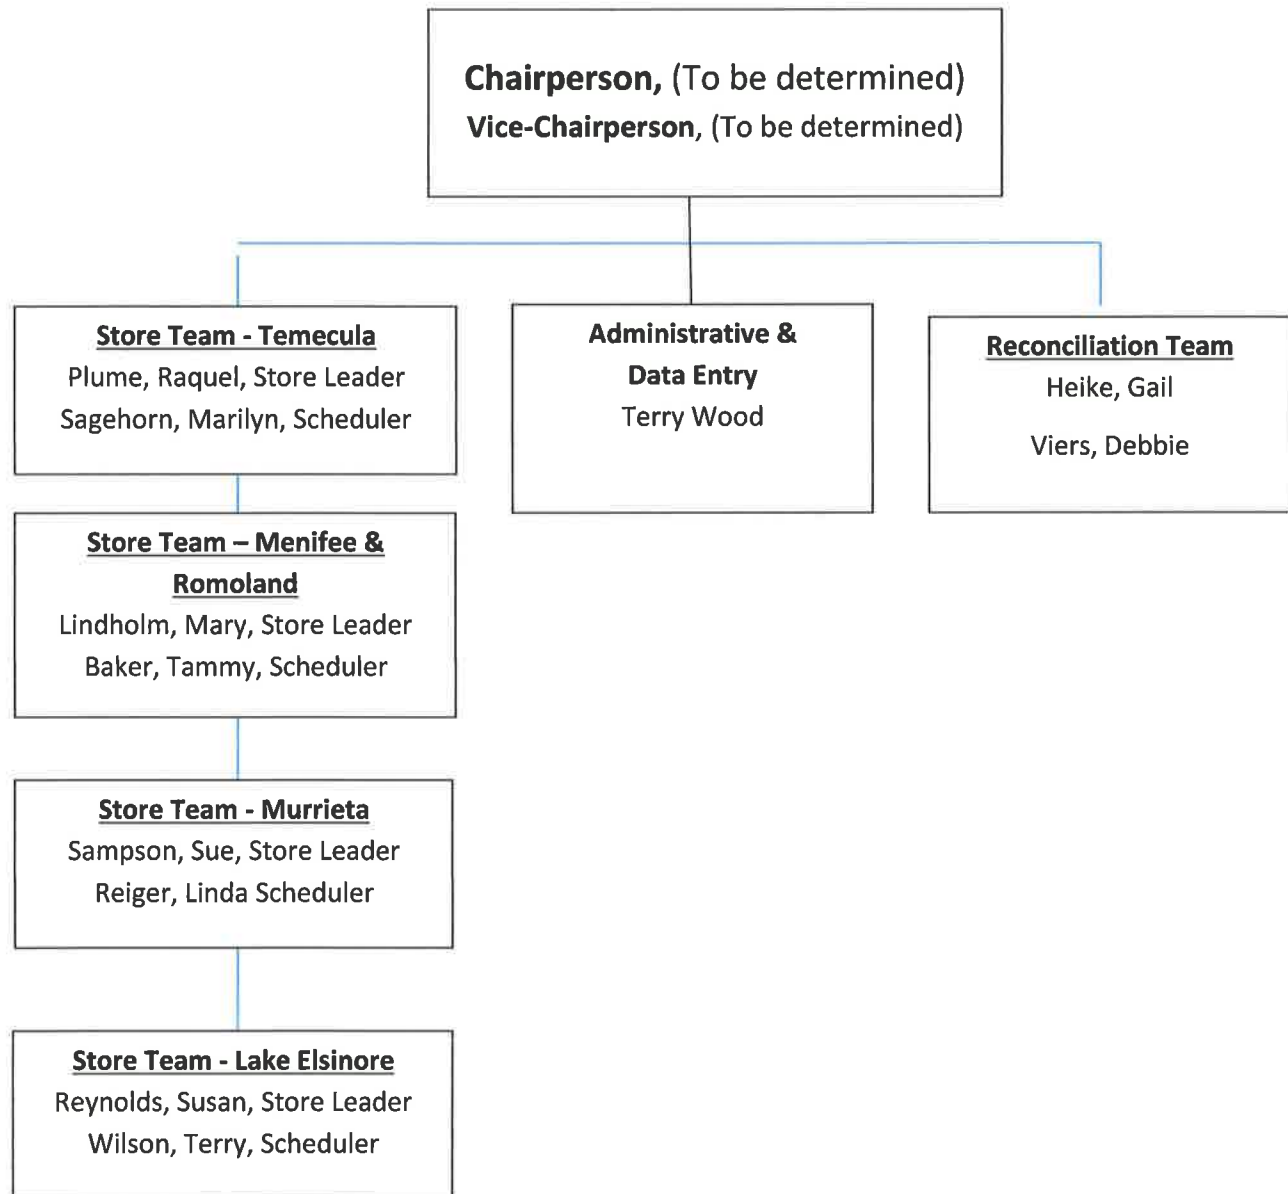 Chairperson, (To be determined)
Vice-Chairperson, (To be determined)
Store Team - Temecula
Plume, Raquel, Store Leader
Sagehorn, Marilyn, Scheduler
Administrative &
Data Entry
Terry Wood
Reconciliation Team
Heike, Gail
Viers, Debbie
Store Team – Menifee &
Romoland
Lindholm, Mary, Store Leader
Baker, Tammy, Scheduler
Store Team - Murrieta
Sampson, Sue, Store Leader
Reiger, Linda Scheduler
Store Team - Lake Elsinore
Reynolds, Susan, Store Leader
Wilson, Terry, Scheduler